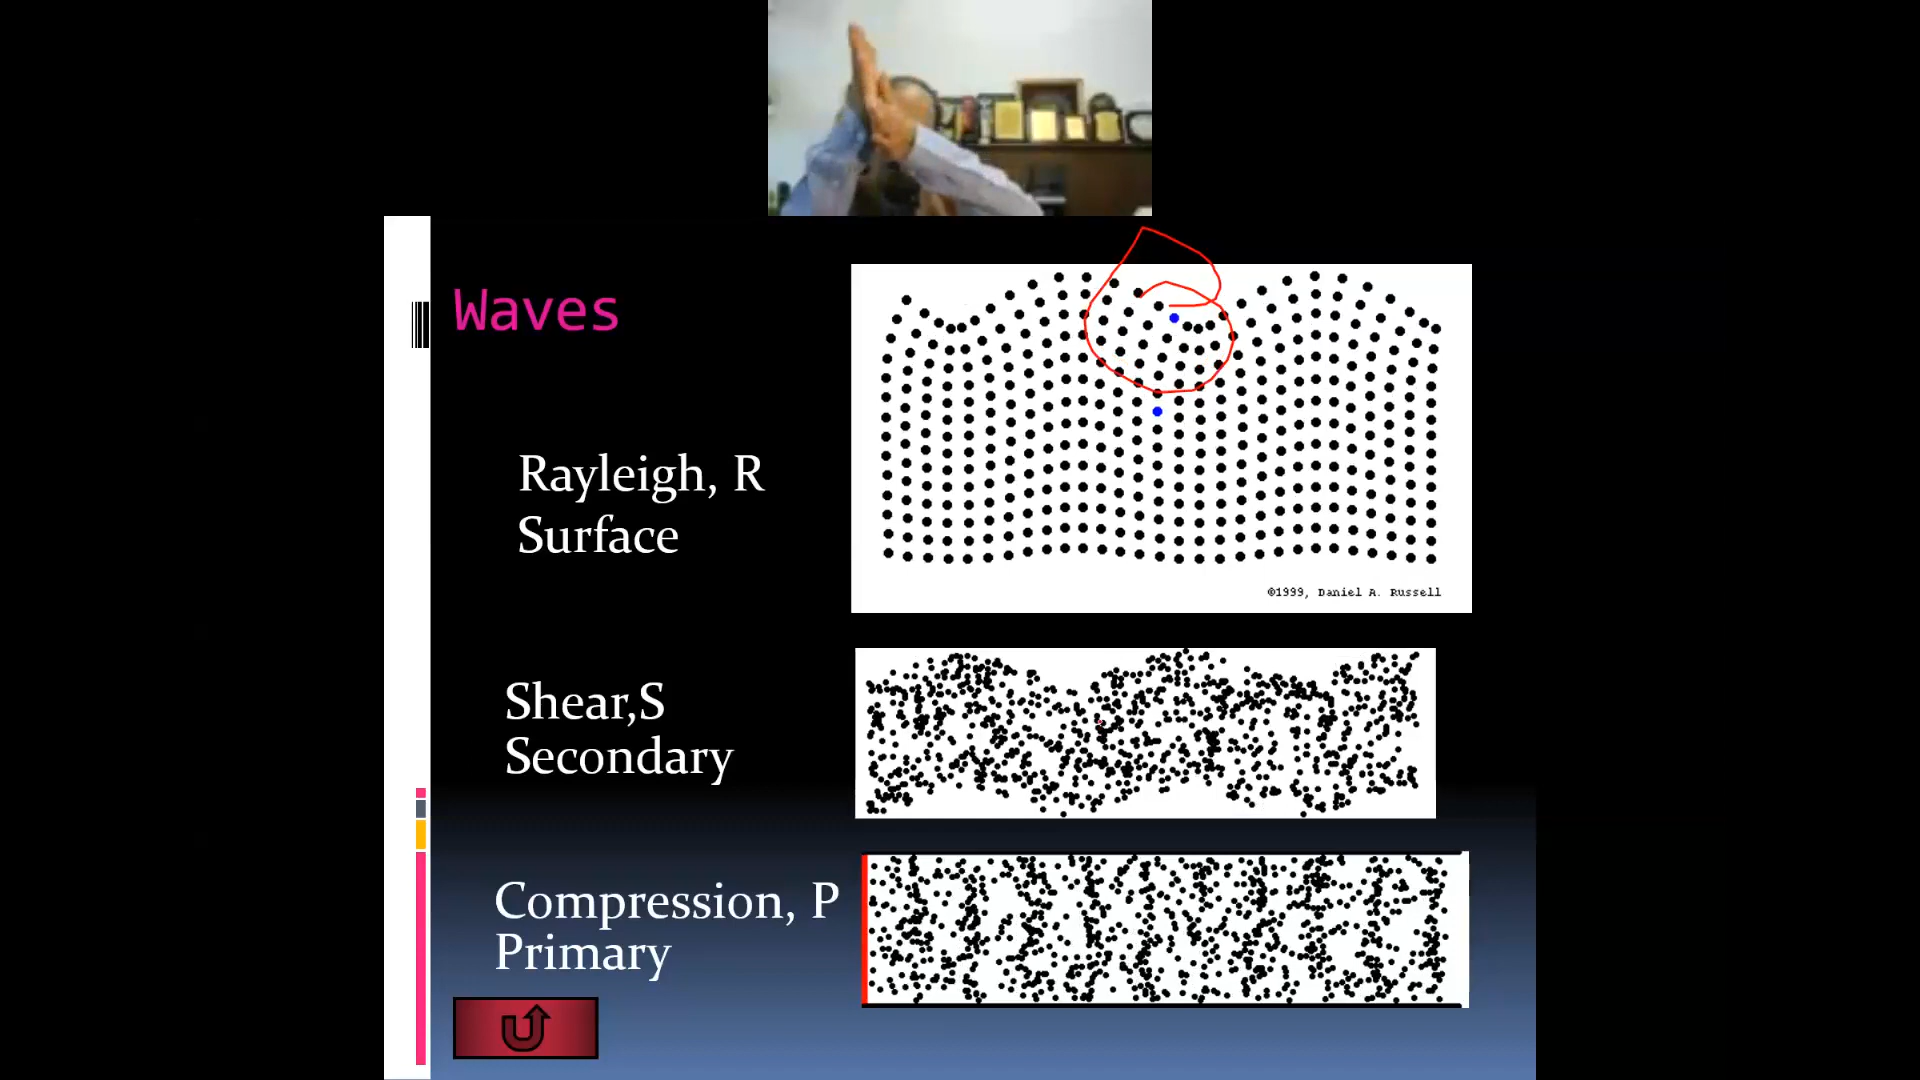 Waves
Rayleigh, R
Surface
©1999, Daniel A. Russell
Shear,S
Secondary
Compression, P
Primary